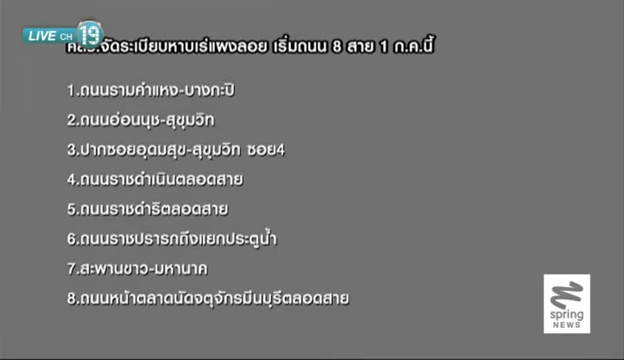 LIVE CH 19
จัดระเบียบหาบเร่แผงลอย เริ่มถนน 8 สาย 1 ก.ค.นี้
1.ถนนรามคำแหง-บางกะปิ
2.ถนนอ่อนนุช-สุขุมวิท
3.ปากซอยอุดมสุข-สุขุมวิท ซอย4
4.ถนนราชดำเนินตลอดสาย
5.ถนนราชดำริตลอดสาย
6.ถนนราชปรารภถึงแยกประตูน้ำ
7.สะพานขาว-มหานาค
8.ถนนหน้าตลาดนัดจตุจักรมีนบุรีตลอดสาย
spring
NEWS